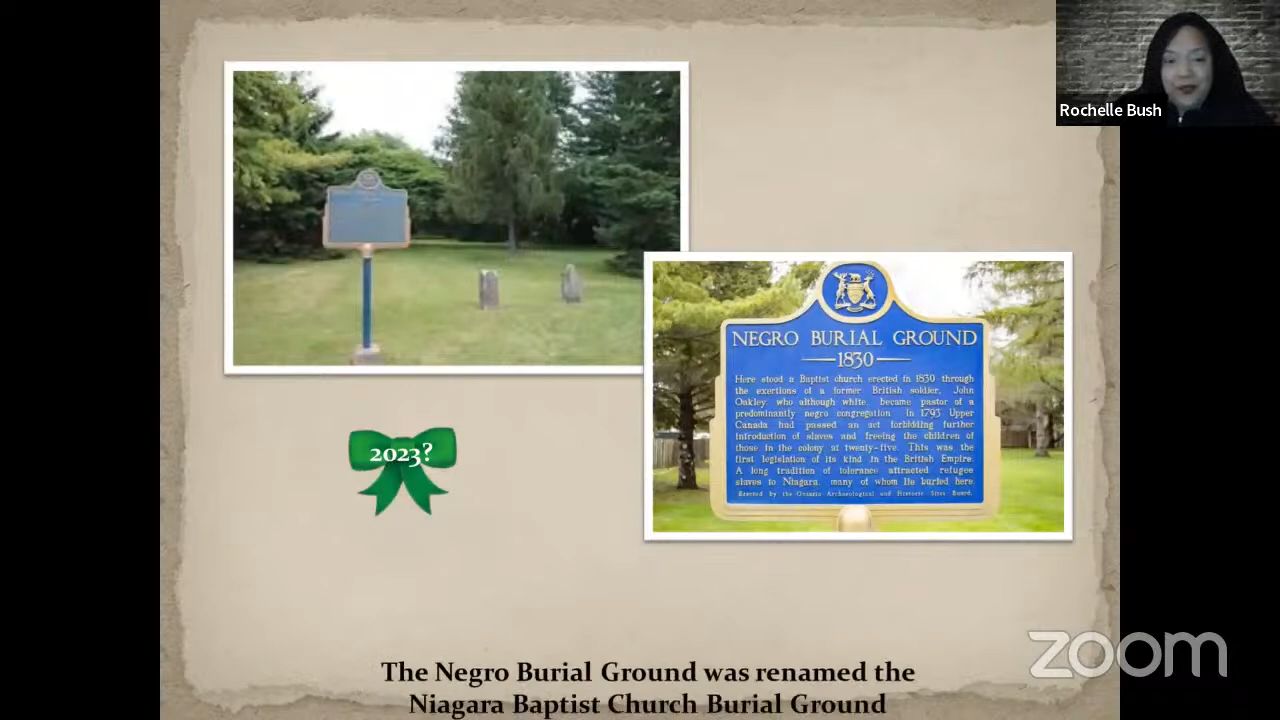 Rochelle Bush
NEGRO BURIAL GROUND
1830
Here stood a Baptist church erected in 1830 through
the exertions of a former British soldier, John
Oakley, who although white, became pastor of a
predominantly negro congregation. In 1793 Upper
Canada had passed an act forbidding further
introduction of slaves and freeing the children of
those in the colony at twenty-five. This was the
first legislation of its kind in the British Empire.
A long tradition of tolerance attracted refugee
slaves to Niagara, many of whom lie buried here.
Erected by the Ontario Archaeological and Historic Sites Board.
2023?
zoom
The Negro Burial Ground was renamed the
Niagara Baptist Church Burial Ground